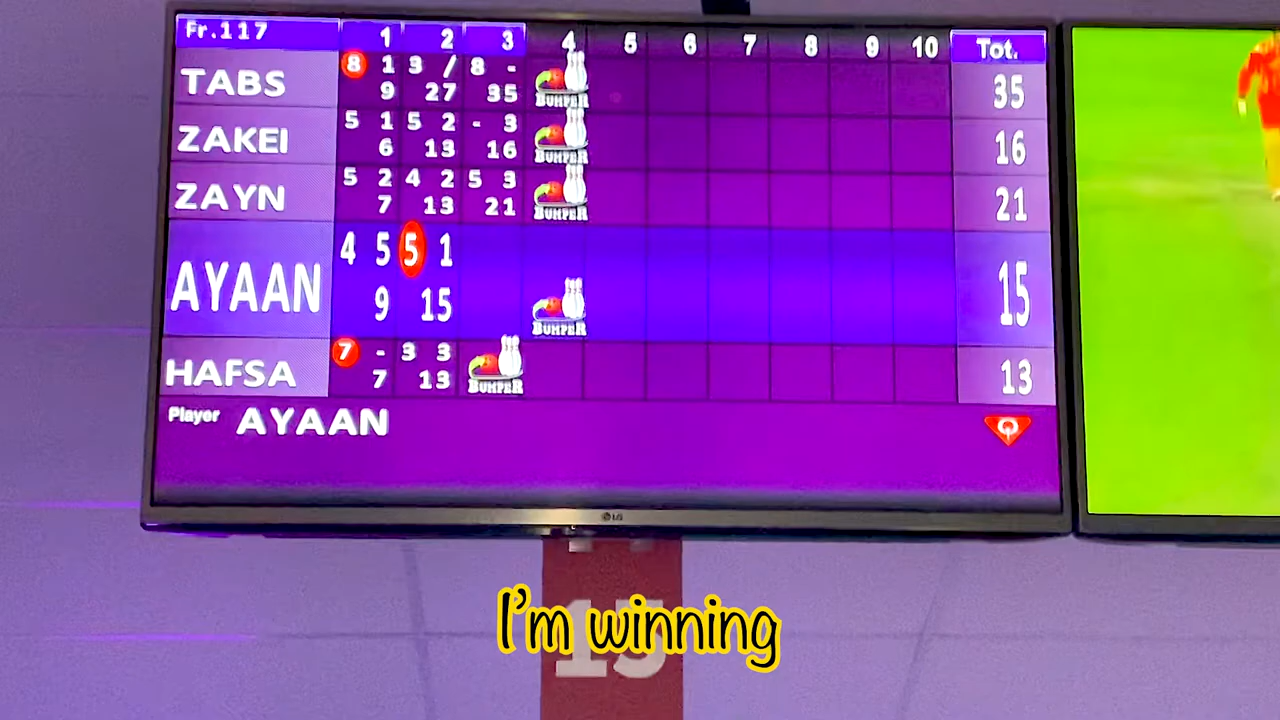 Fr.117 1 2 3 4 5 6 7 8 9 10 Tot.
TABS 8 1 3 / 8 - 35
9 27 35
BUMPER
ZAKEI 5 1 5 2 - 3 16
6 13 16
BUMPER
ZAYN 5 2 4 2 5 3 21
7 13 21
BUMPER
AYAAN 4 5 5 1 15
9 15
BUMPER
HAFSA 7 - 3 3 13
7 13
BUMPER
Player AYAAN
LG
15
I'm winning